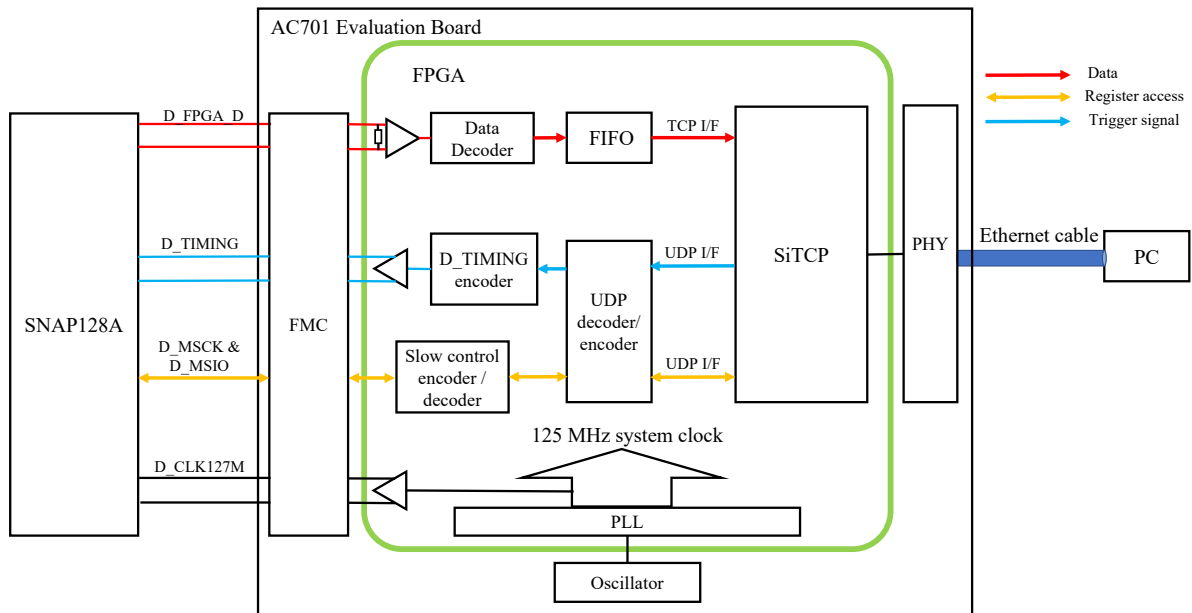 AC701 Evaluation Board
FPGA
Data
Register access
Trigger signal
D_FPGA_D
Data
Decoder
FIFO
TCP I/F
D_TIMING
D_TIMING
encoder
UDP I/F
SiTCP
PHY
Ethernet cable
PC
SNAP128A
FMC
UDP
decoder/
encoder
D_MSCK &
D_MSIO
Slow control
encoder /
decoder
UDP I/F
125 MHz system clock
D_CLK127M
PLL
Oscillator